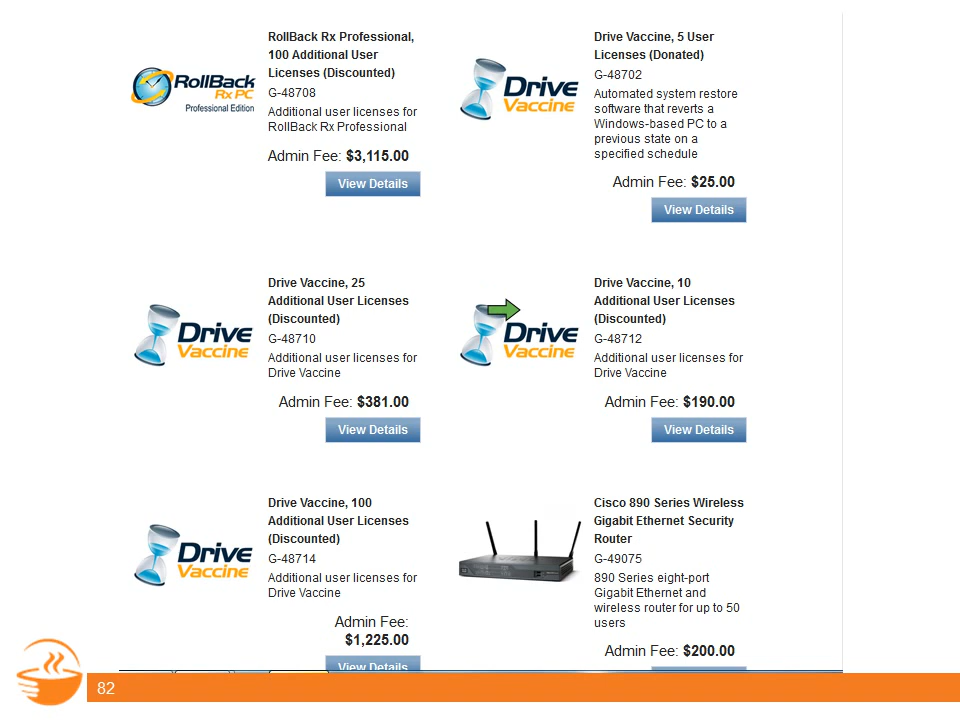 RollBack
Rx PC
Professional Edition
RollBack Rx Professional,
100 Additional User
Licenses (Discounted)
G-48708
Additional user licenses for
RollBack Rx Professional
Admin Fee: $3,115.00
View Details
Drive
Vaccine
Drive Vaccine, 5 User
Licenses (Donated)
G-48702
Automated system restore
software that reverts a
Windows-based PC to a
previous state on a
specified schedule
Admin Fee: $25.00
View Details
Drive
Vaccine
Drive Vaccine, 25
Additional User Licenses
(Discounted)
G-48710
Additional user licenses for
Drive Vaccine
Admin Fee: $381.00
View Details
Drive
Vaccine
Drive Vaccine, 10
Additional User Licenses
(Discounted)
G-48712
Additional user licenses for
Drive Vaccine
Admin Fee: $190.00
View Details
Drive
Vaccine
Drive Vaccine, 100
Additional User Licenses
(Discounted)
G-48714
Additional user licenses for
Drive Vaccine
Admin Fee:
$1,225.00
View Details
Cisco 890 Series Wireless
Gigabit Ethernet Security
Router
G-49075
890 Series eight-port
Gigabit Ethernet and
wireless router for up to 50
users
Admin Fee: $200.00
82